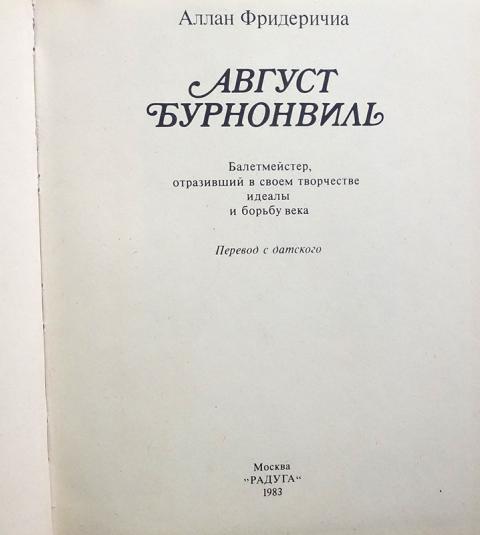 Аллан Фридеричиа
АВГУСТ
БУРНОНВИЛЬ
Балетмейстер,
отразивший в своем творчестве
идеалы
и борьбу века
Перевод с датского
Москва
"РАДУГА"
1983